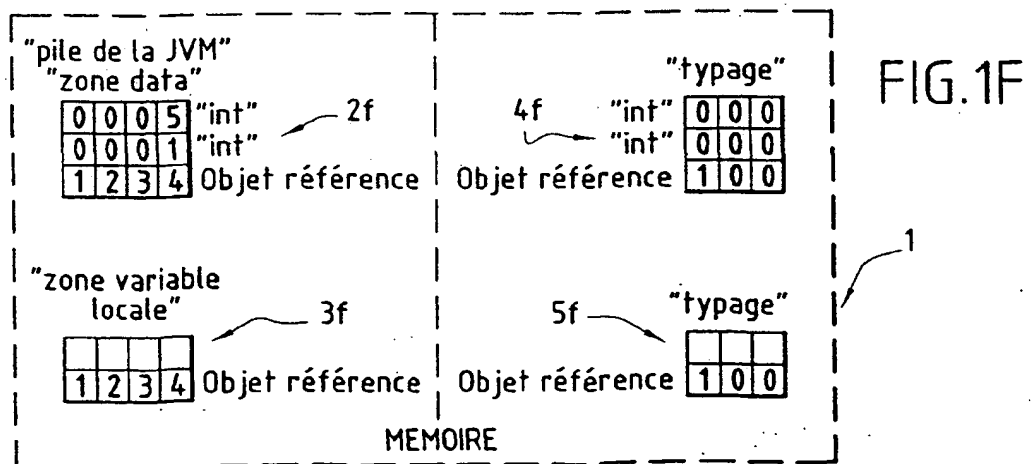 "pile de la JVM"
"zone data"
0 0 0 5 "int"
0 0 0 1 "int"
1 2 3 4 Objet référence
2f
"typage"
4f
"int" 0 0 0
"int" 0 0 0
Objet référence 1 0 0
FIG.1F
1
"zone variable
locale"
3f
1 2 3 4 Objet référence
"typage"
5f
Objet référence 1 0 0
MEMOIRE